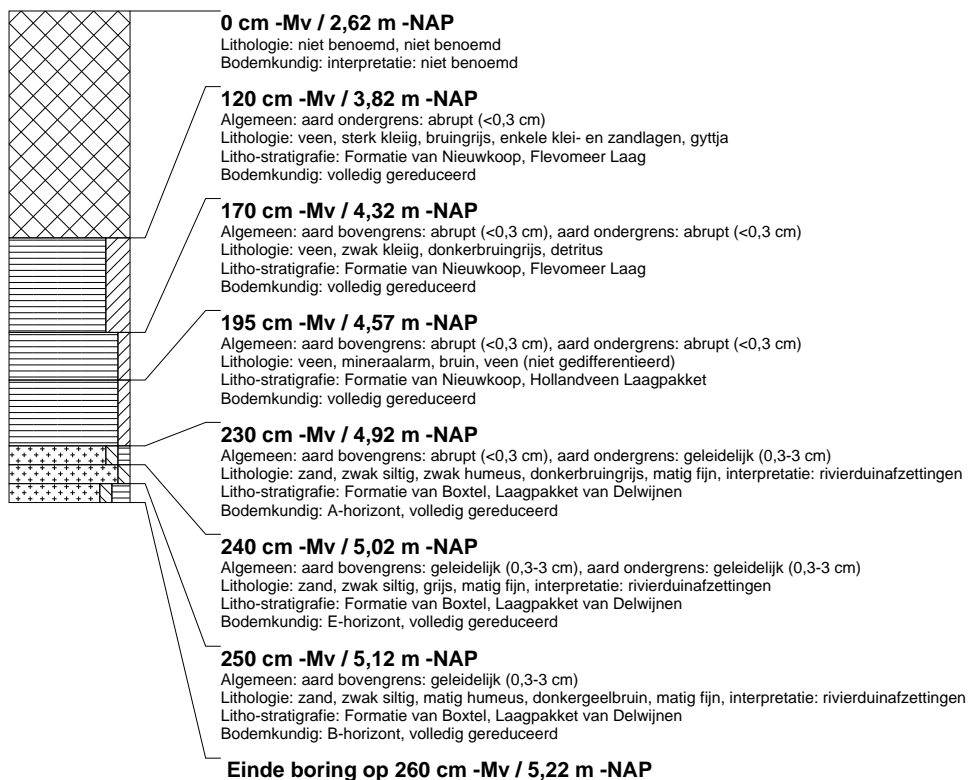 0 cm -Mv / 2,62 m -NAP
Lithologie: niet benoemd, niet benoemd
Bodemkundig: interpretatie: niet benoemd
120 cm -Mv / 3,82 m -NAP
Algemeen: aard ondergrens: abrupt (<0,3 cm)
Lithologie: veen, sterk kleiig, bruingrijs, enkele klei- en zandlagen, gyttja
Litho-stratigrafie: Formatie van Nieuwkoop, Flevomeer Laag
Bodemkundig: volledig gereduceerd
170 cm -Mv / 4,32 m -NAP
Algemeen: aard bovengrens: abrupt (<0,3 cm), aard ondergrens: abrupt (<0,3 cm)
Lithologie: veen, zwak kleiig, donkerbruingrijs, detritus
Litho-stratigrafie: Formatie van Nieuwkoop, Flevomeer Laag
Bodemkundig: volledig gereduceerd
195 cm -Mv / 4,57 m -NAP
Algemeen: aard bovengrens: abrupt (<0,3 cm), aard ondergrens: abrupt (<0,3 cm)
Lithologie: veen, mineraalarm, bruin, veen (niet gedifferentieerd)
Litho-stratigrafie: Formatie van Nieuwkoop, Hollandveen Laagpakket
Bodemkundig: volledig gereduceerd
230 cm -Mv / 4,92 m -NAP
Algemeen: aard bovengrens: abrupt (<0,3 cm), aard ondergrens: geleidelijk (0,3-3 cm)
Lithologie: zand, zwak siltig, zwak humeus, donkerbruingrijs, matig fijn, interpretatie: rivierduinafzettingen
Litho-stratigrafie: Formatie van Boxtel, Laagpakket van Delwijnen
Bodemkundig: A-horizont, volledig gereduceerd
240 cm -Mv / 5,02 m -NAP
Algemeen: aard bovengrens: geleidelijk (0,3-3 cm), aard ondergrens: geleidelijk (0,3-3 cm)
Lithologie: zand, zwak siltig, grijs, matig fijn, interpretatie: rivierduinafzettingen
Litho-stratigrafie: Formatie van Boxtel, Laagpakket van Delwijnen
Bodemkundig: E-horizont, volledig gereduceerd
250 cm -Mv / 5,12 m -NAP
Algemeen: aard bovengrens: geleidelijk (0,3-3 cm)
Lithologie: zand, zwak siltig, matig humeus, donkergeelbruin, matig fijn, interpretatie: rivierduinafzettingen
Litho-stratigrafie: Formatie van Boxtel, Laagpakket van Delwijnen
Bodemkundig: B-horizont, volledig gereduceerd
Einde boring op 260 cm -Mv / 5,22 m -NAP